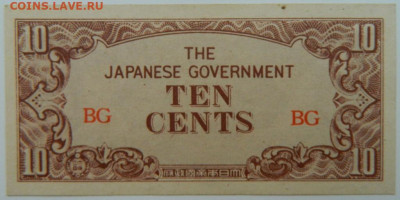 COINS.LAVE.RU
10 10
THE
JAPANESE GOVERNMENT
TEN
BG BG
CENTS
10 10